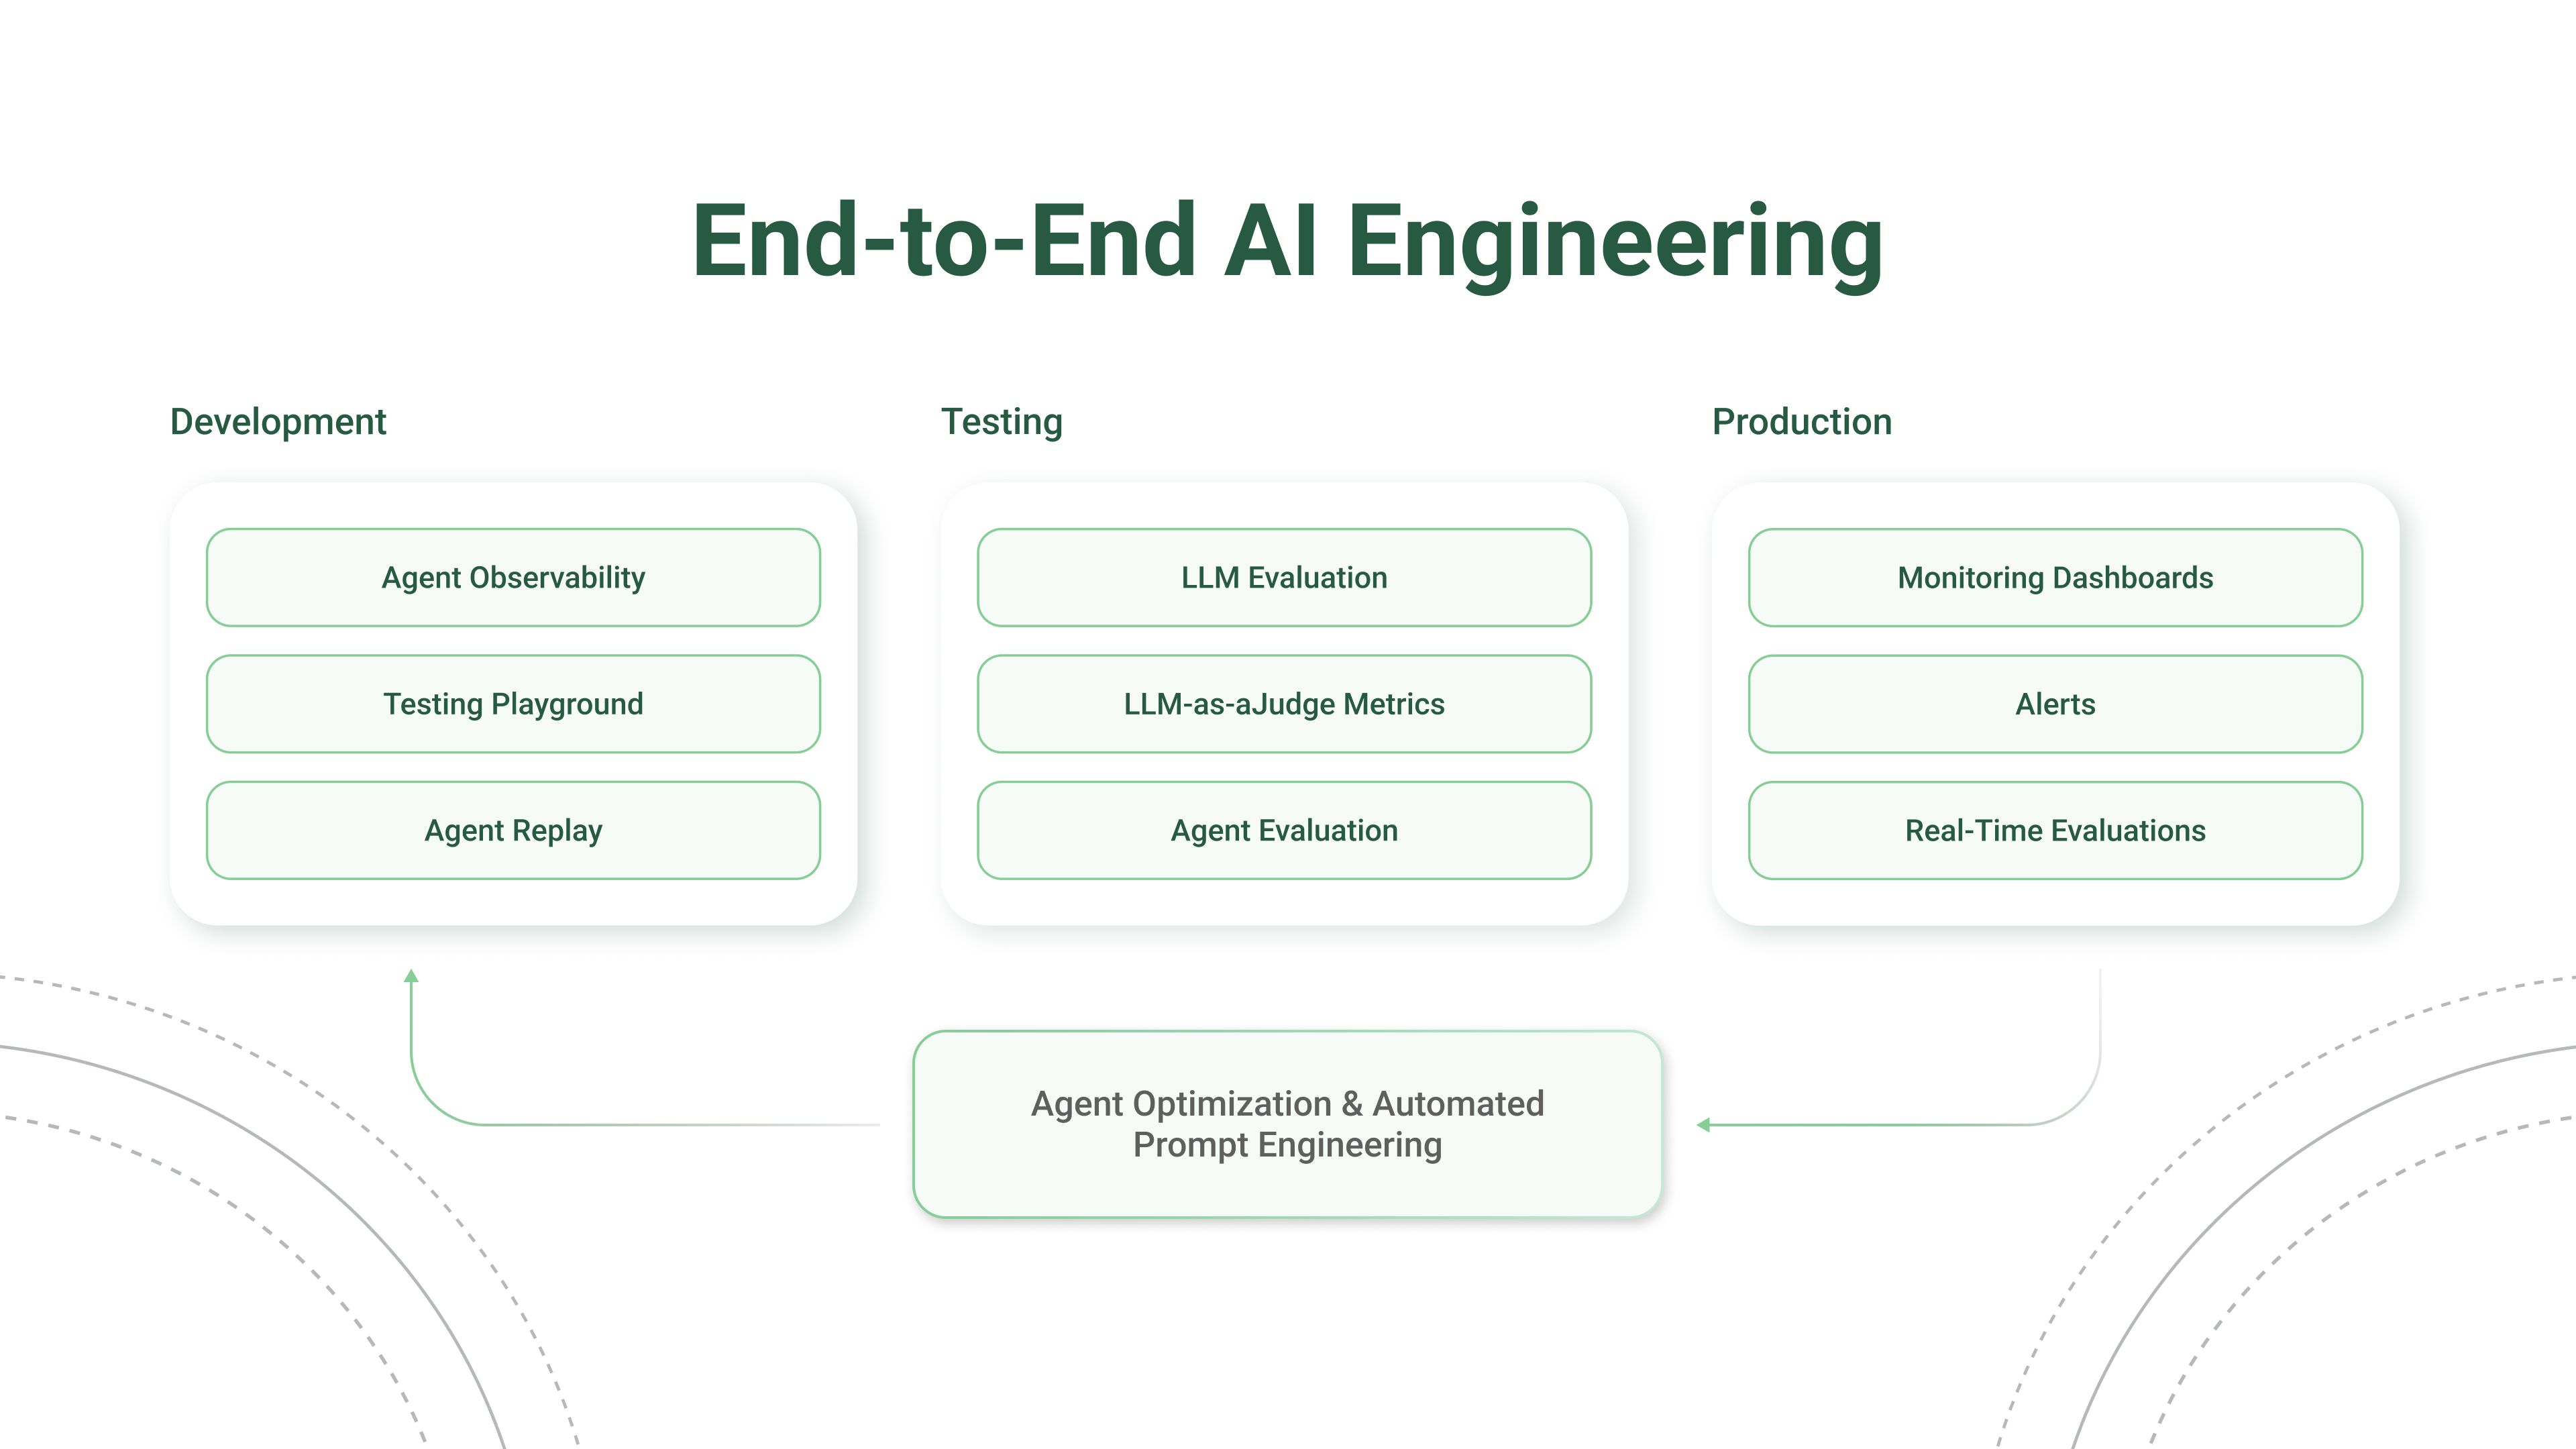 End-to-End AI Engineering
Development
Agent Observability
Testing Playground
Agent Replay
Testing
LLM Evaluation
LLM-as-aJudge Metrics
Agent Evaluation
Production
Monitoring Dashboards
Alerts
Real-Time Evaluations
Agent Optimization & Automated
Prompt Engineering